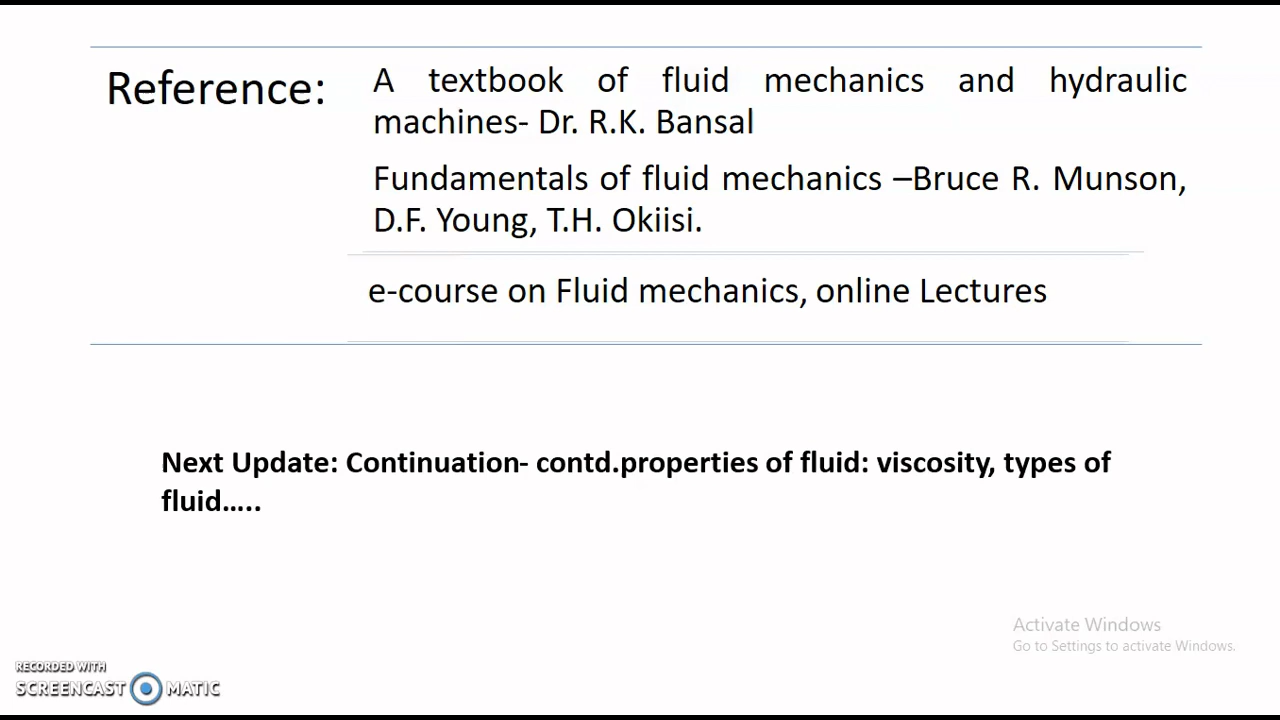 Reference:
A textbook of fluid mechanics and hydraulic
machines- Dr. R.K. Bansal
Fundamentals of fluid mechanics –Bruce R. Munson,
D.F. Young, T.H. Okiisi.
e-course on Fluid mechanics, online Lectures
Next Update: Continuation- contd.properties of fluid: viscosity, types of
fluid…..
Activate Windows
Go to Settings to activate Windows.
RECORDED WITH
SCREENCAST MATIC